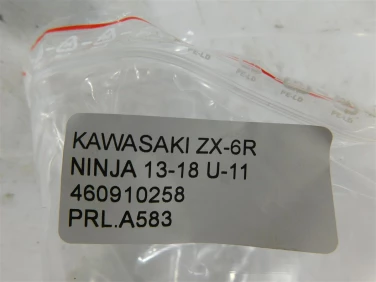 KAWASAKI ZX-6R
NINJA 13-18 U-11
460910258
PRL.A583